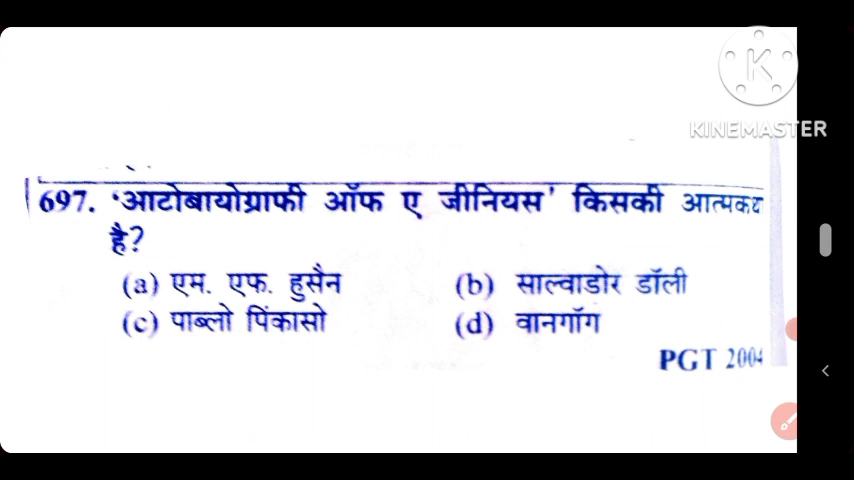 K
KINEMASTER
697. 'आटोबायोग्राफी ऑफ ए जीनियस' किसकी आत्मकथ
है?
(a) एम. एफ. हुसैन
(b) साल्वाडोर डॉली
(c) पाब्लो पिंकासो
(d) वानगॉग
PGT 2004